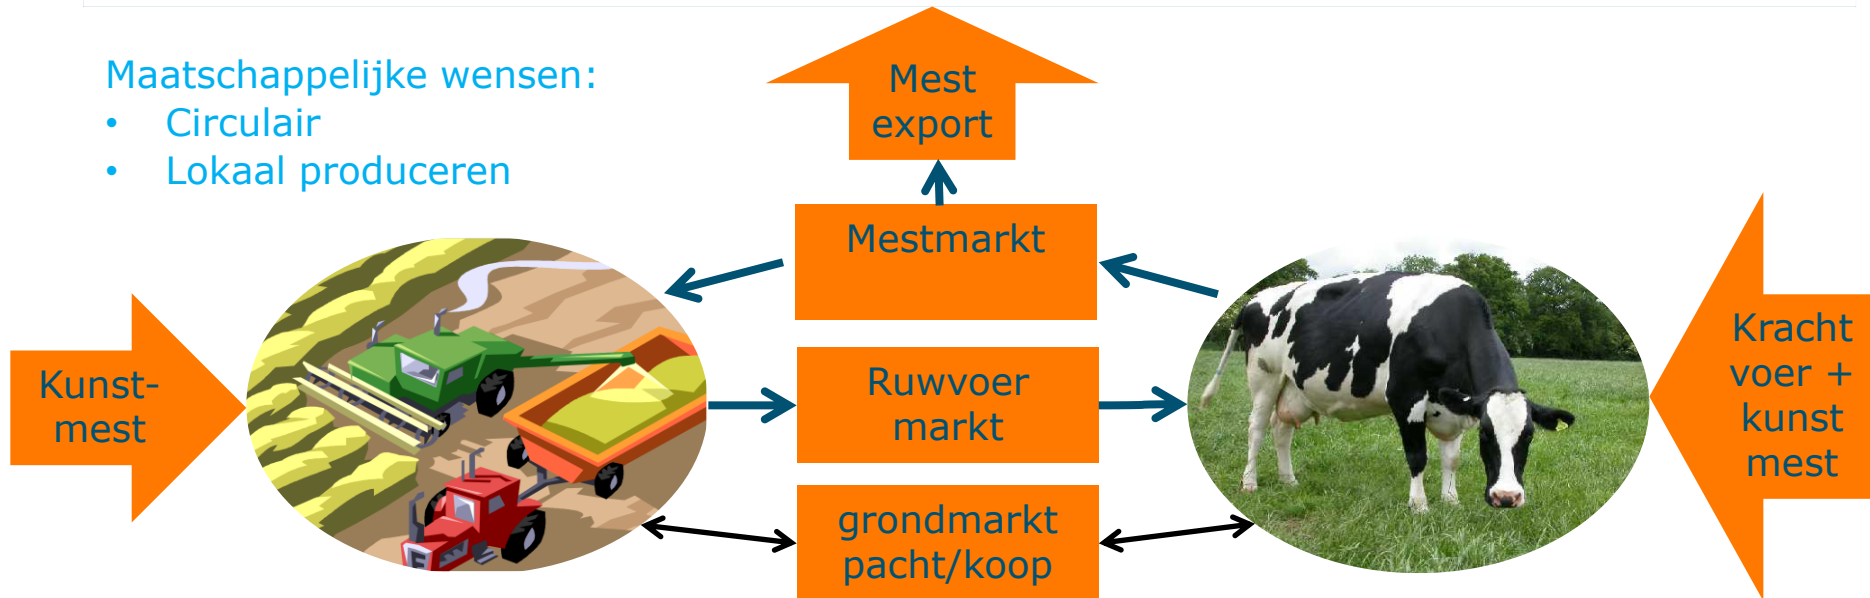 Maatschappelijke wensen:
• Circulair
• Lokaal produceren
Mest
export
Mestmarkt
Kunst-
mest
Ruwvoer
markt
Kracht
voer +
kunst
mest
grondmarkt
pacht/koop